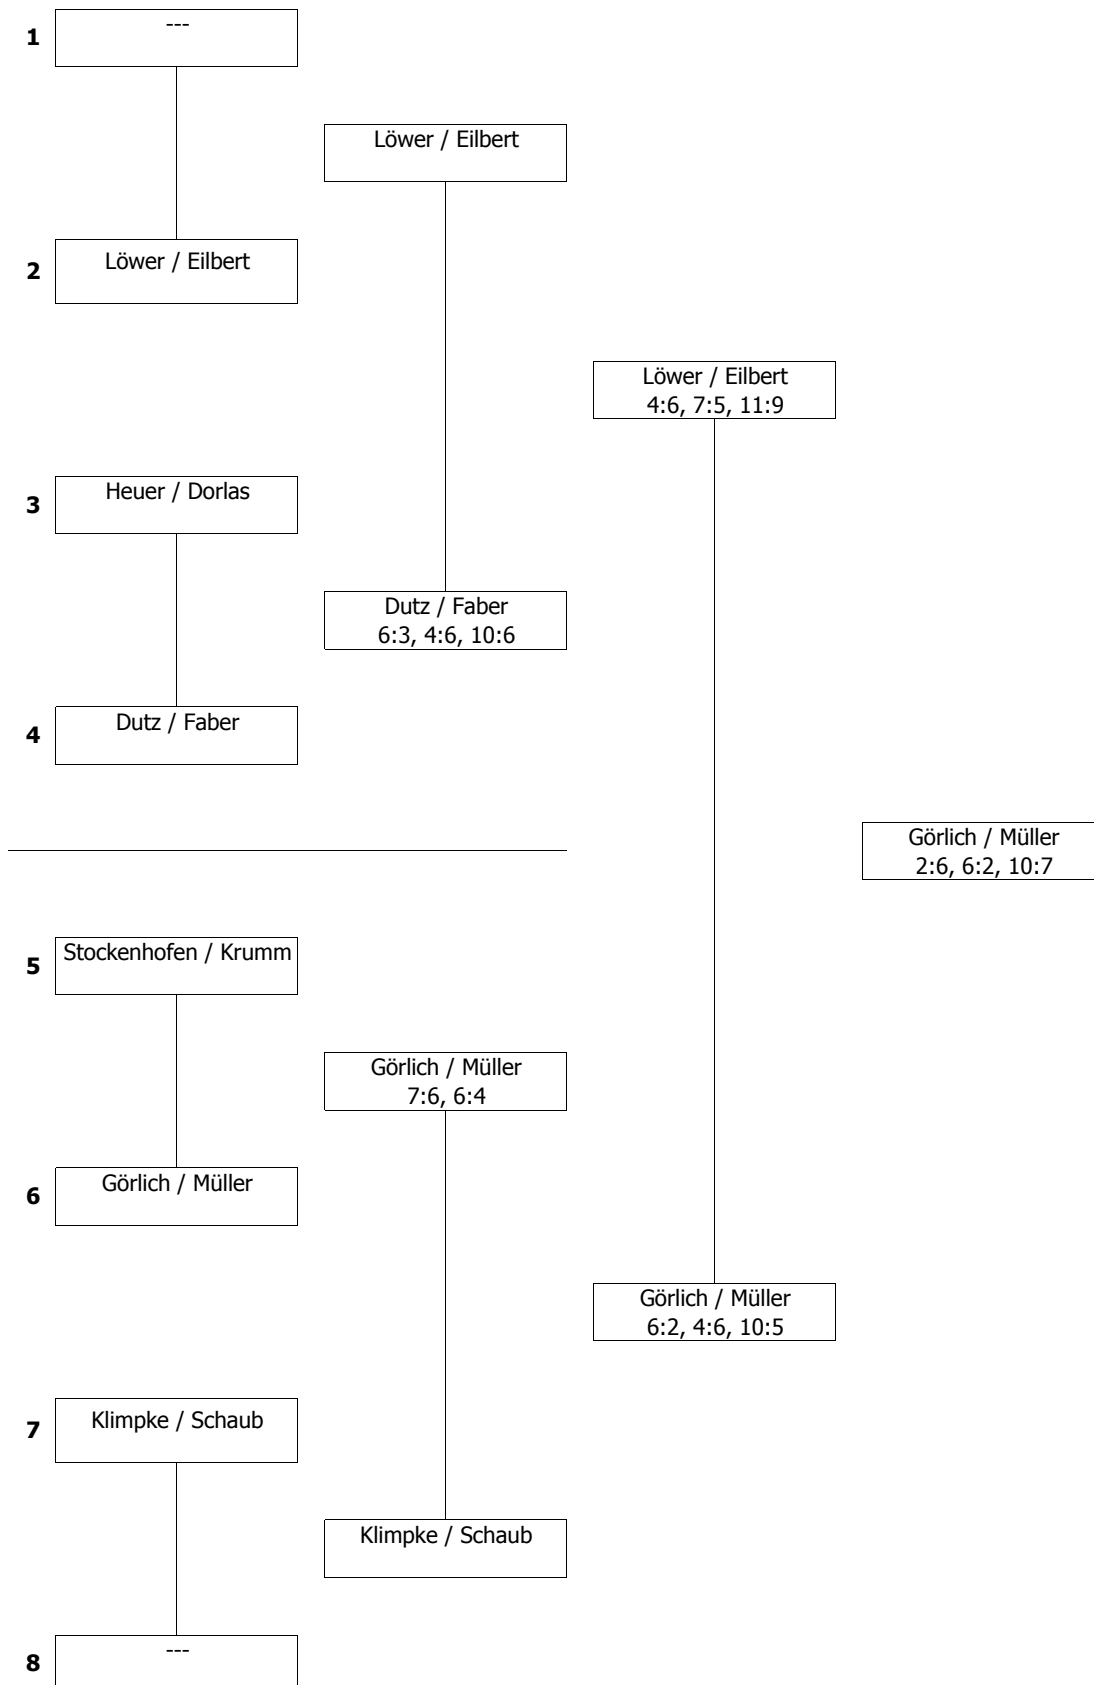 1
---
Löwer / Eilbert
2
Löwer / Eilbert
Löwer / Eilbert
4:6, 7:5, 11:9
3
Heuer / Dorlas
Dutz / Faber
6:3, 4:6, 10:6
4
Dutz / Faber
Görlich / Müller
2:6, 6:2, 10:7
5
Stockenhofen / Krumm
Görlich / Müller
7:6, 6:4
6
Görlich / Müller
Görlich / Müller
6:2, 4:6, 10:5
7
Klimpke / Schaub
Klimpke / Schaub
8
---